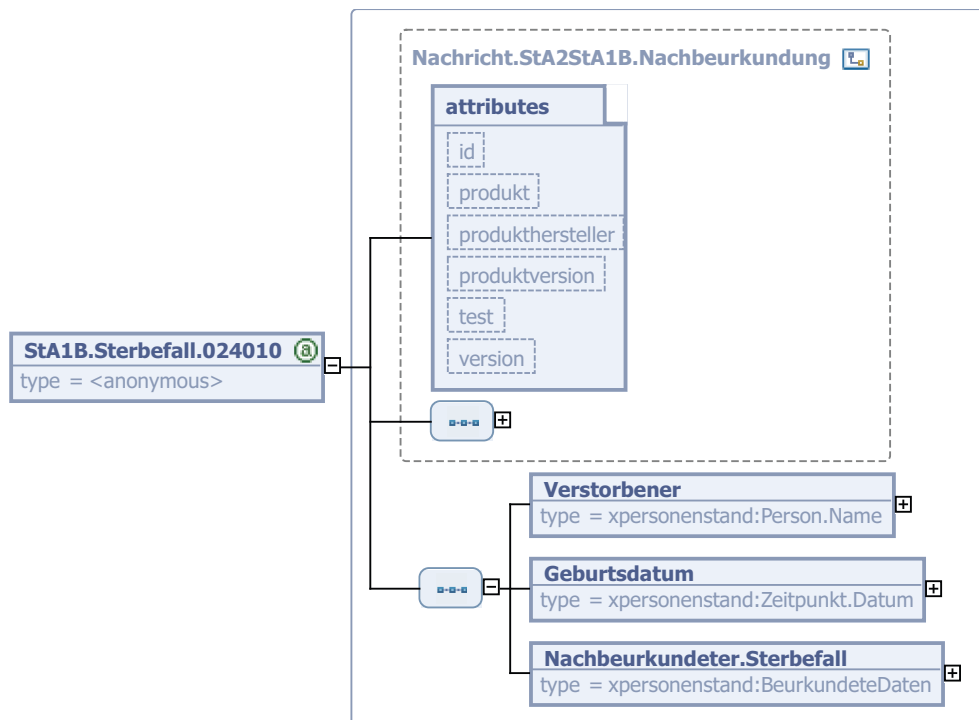 Nachricht.StA2StA1B.Nachbeurkundung
attributes
id
produkt
produkthersteller
produktversion
test
version
StA1B.Sterbefall.024010 @
type = <anonymous>
Verstorbener
type = xpersonenstand:Person.Name
Geburtsdatum
type = xpersonenstand:Zeitpunkt.Datum
Nachbeurkundeter.Sterbefall
type = xpersonenstand:BeurkundeteDaten